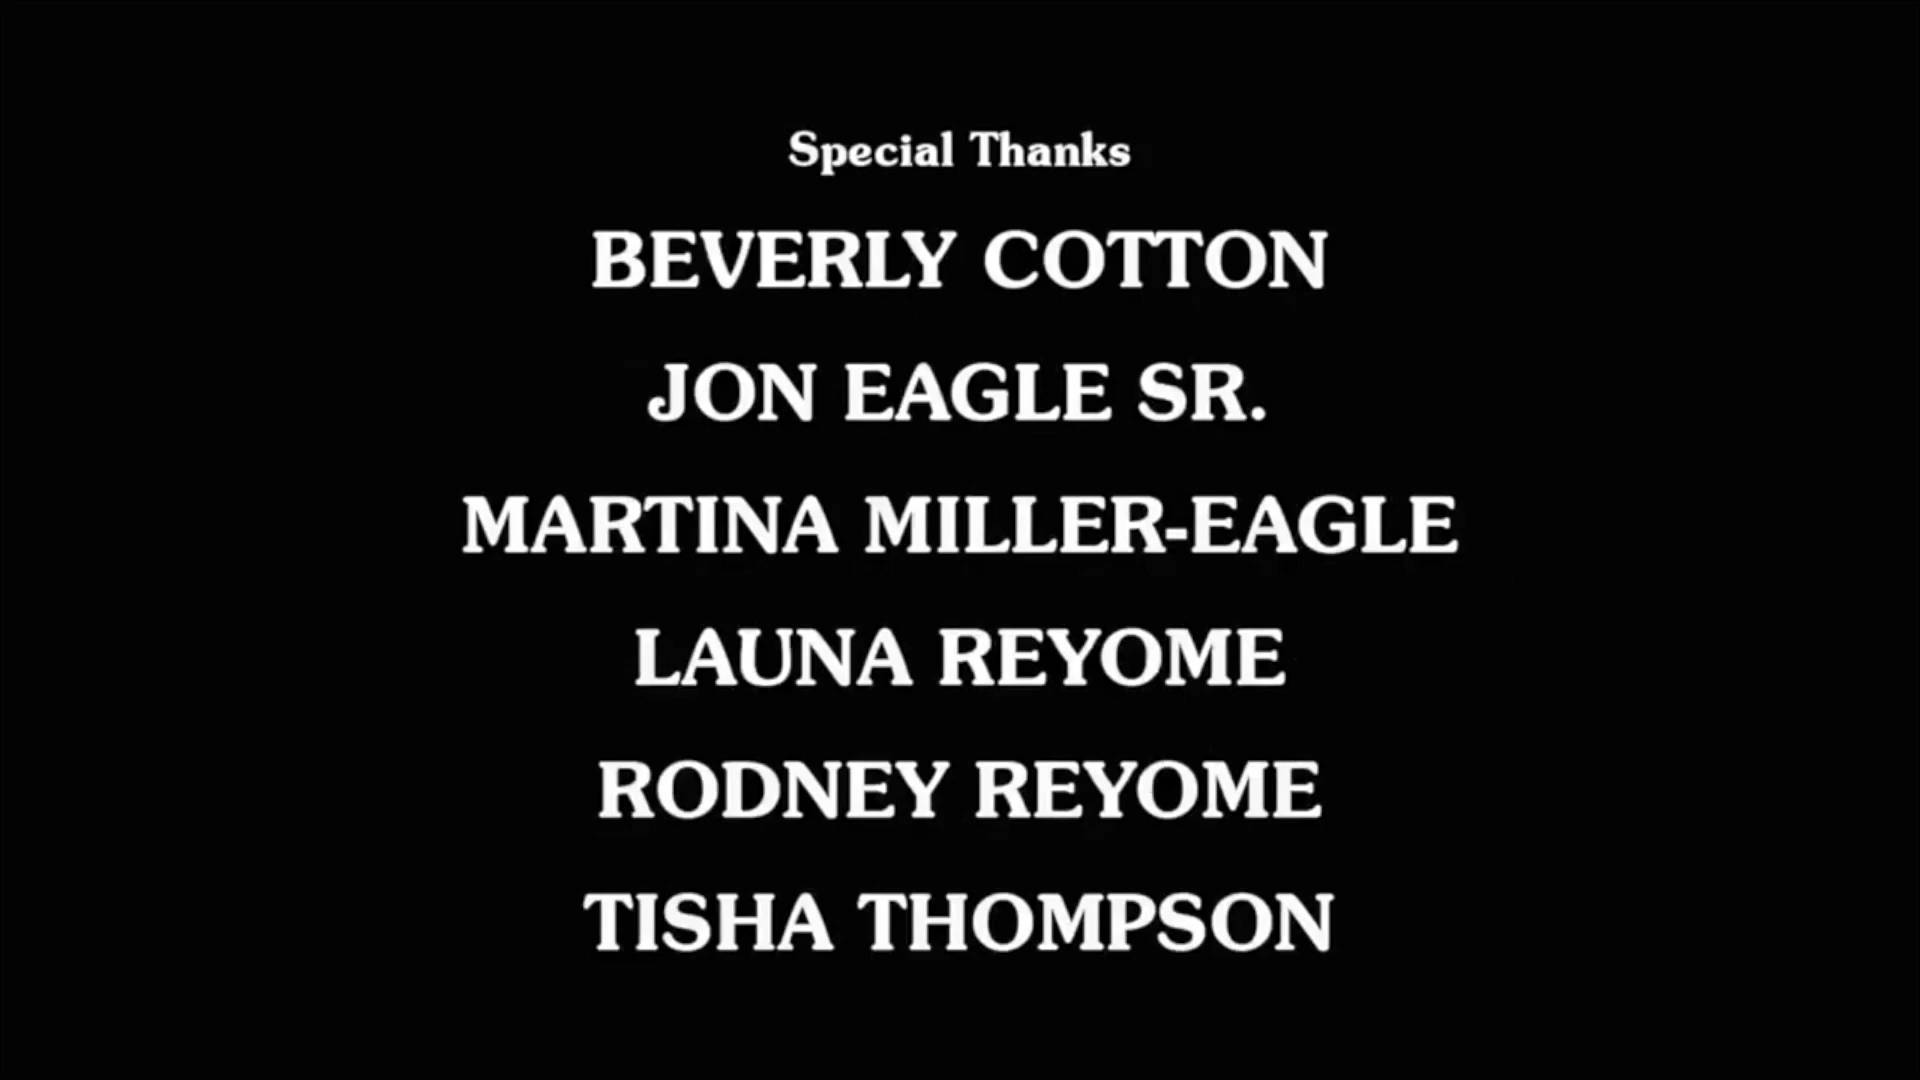 Special Thanks
BEVERLY COTTON
JON EAGLE SR.
MARTINA MILLER-EAGLE
LAUNA REYOME
RODNEY REYOME
TISHA THOMPSON